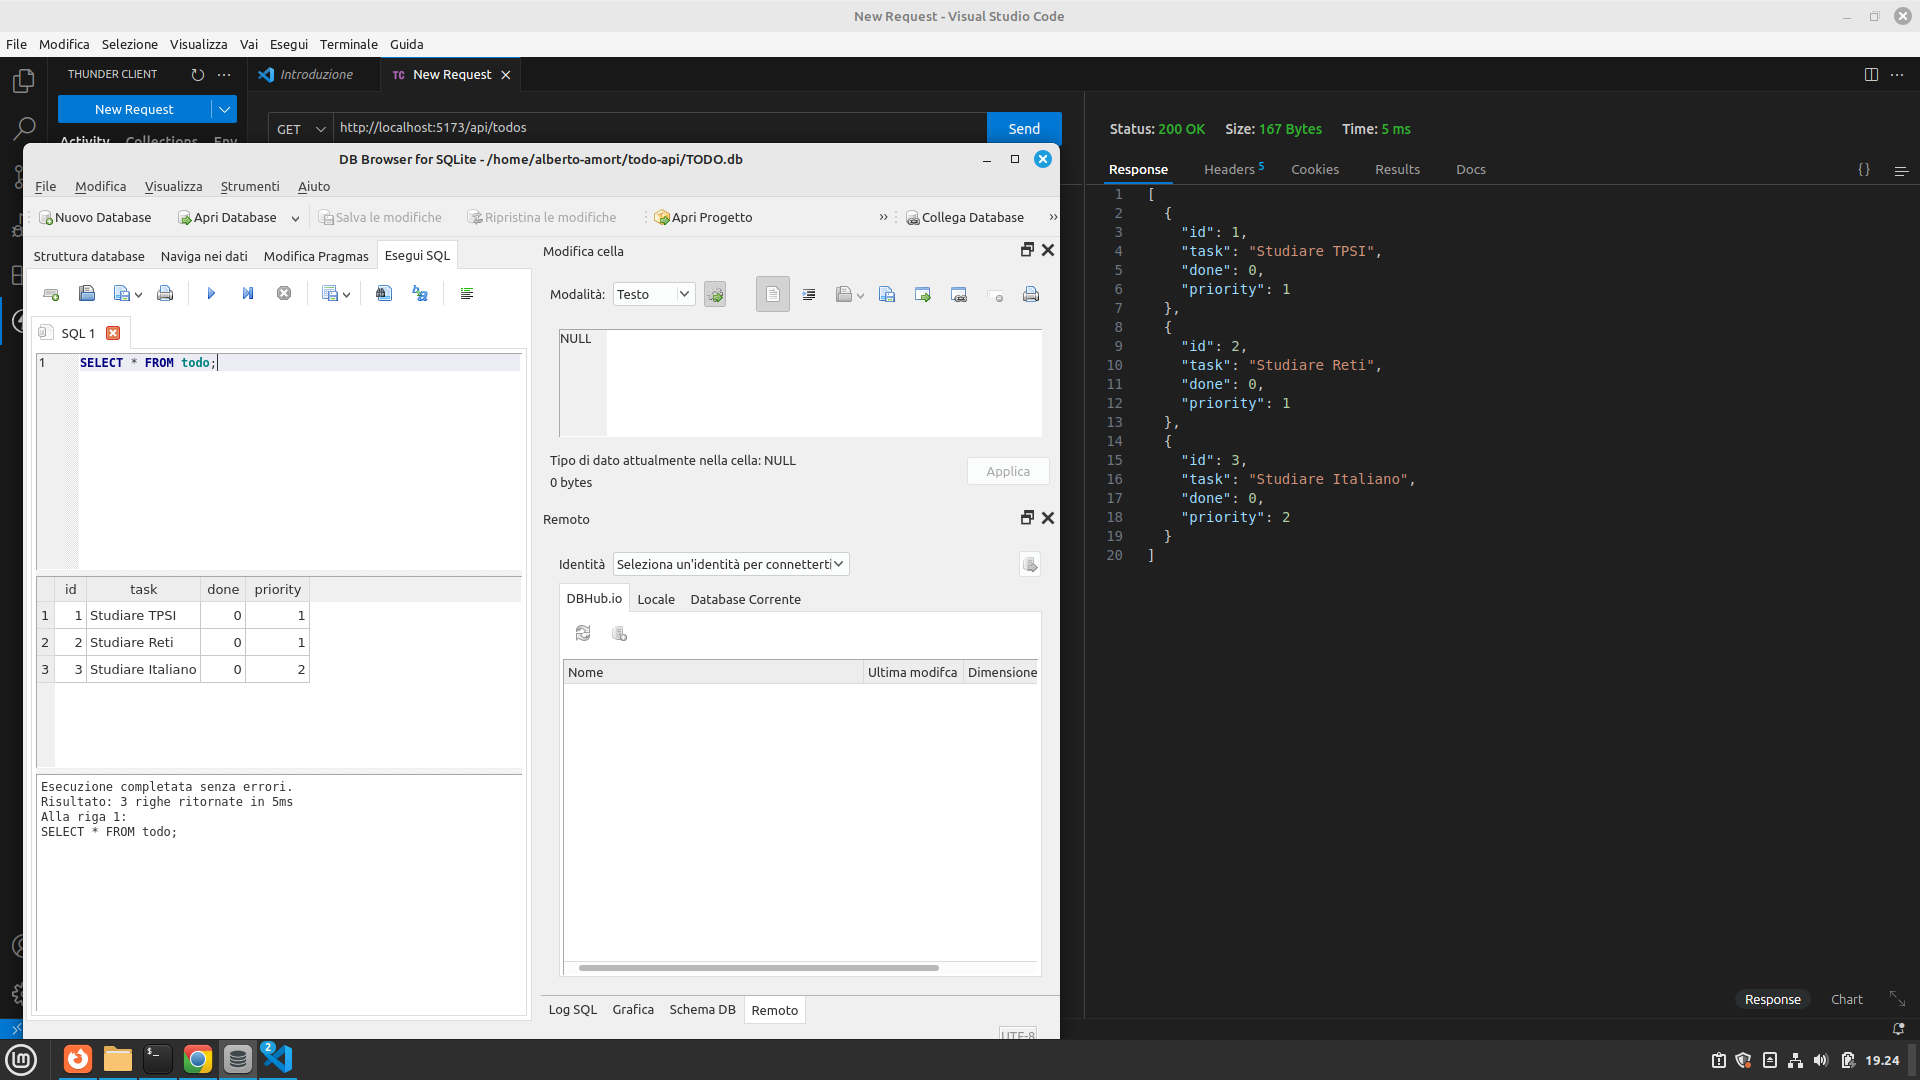 New Request - Visual Studio Code
File Modifica Selezione Visualizza Vai Esegui Terminale Guida
THUNDER CLIENT
Introduzione
TC New Request
New Request
Activity Collections Env
GET http://localhost:5173/api/todos Send
Status: 200 OK Size: 167 Bytes Time: 5 ms
Response Headers 5 Cookies Results Docs
{}
1 [
2 {
3 "id": 1,
4 "task": "Studiare TPSI",
5 "done": 0,
6 "priority": 1
7 },
8 {
9 "id": 2,
10 "task": "Studiare Reti",
11 "done": 0,
12 "priority": 1
13 },
14 {
15 "id": 3,
16 "task": "Studiare Italiano",
17 "done": 0,
18 "priority": 2
19 }
20 ]
Response Chart
DB Browser for SQLite - /home/alberto-amort/todo-api/TODO.db
File Modifica Visualizza Strumenti Aiuto
Nuovo Database Apri Database Salva le modifiche Ripristina le modifiche Apri Progetto » Collega Database »
Struttura database Naviga nei dati Modifica Pragmas Esegui SQL
SQL 1
1 SELECT * FROM todo;
id task done priority
1 1 Studiare TPSI 0 1
2 2 Studiare Reti 0 1
3 3 Studiare Italiano 0 2
Esecuzione completata senza errori.
Risultato: 3 righe ritornate in 5ms
Alla riga 1:
SELECT * FROM todo;
Modifica cella
Modalità: Testo
NULL
Tipo di dato attualmente nella cella: NULL
0 bytes
Applica
Remoto
Identità Seleziona un'identità per connetterti
DBHub.io Locale Database Corrente
Nome Ultima modifca Dimensione
Log SQL Grafica Schema DB Remoto
UTF-8
2
19.24